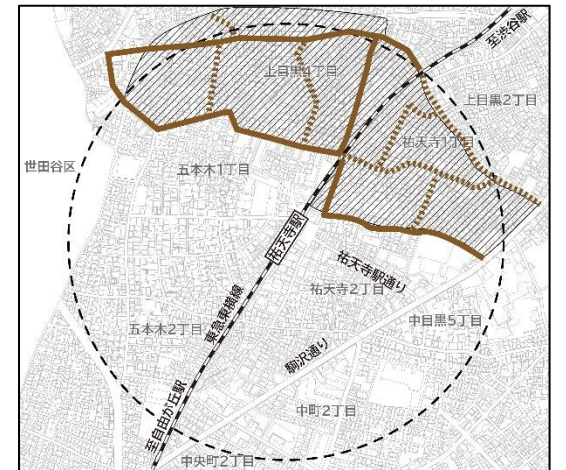 至渋谷駅
上目黒4丁目
上目黒2丁目
祐天寺1丁目
世田谷区
五本木1丁目
祐天寺駅
祐天寺駅通り
祐天寺2丁目
東急東横線
五本木2丁目
中目黒5丁目
駒沢通り
至自由が丘駅
中町2丁目
中央町2丁目